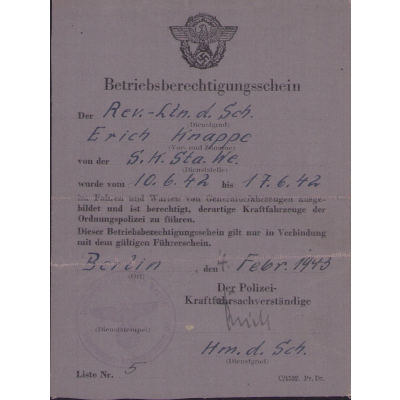 Betriebsberechtigungsschein
Der Rev.-Ltn. d. Sch.
(Dienstgrad)
Erich Knappe
(Vor- und Zuname)
von der S. K. Sta. We.
(Dienststelle)
wurde vom 10.6.42 bis 17.6.42
im Fahren und Warten von Generatorfahrzeugen ausge-
bildet und ist berechtigt, derartige Kraftfahrzeuge der
Ordnungspolizei zu führen.
Dieser Betriebsberechtigungsschein gilt nur in Verbindung
mit dem gültigen Führerschein.
Berlin, den 4. Febr. 1943
(Ort)
Der Polizei-
Kraftfahrsachverständige
(Dienststempel)
Hm. d. Sch.
(Dienstgrad)
Liste Nr. 5
Pr. Dr.